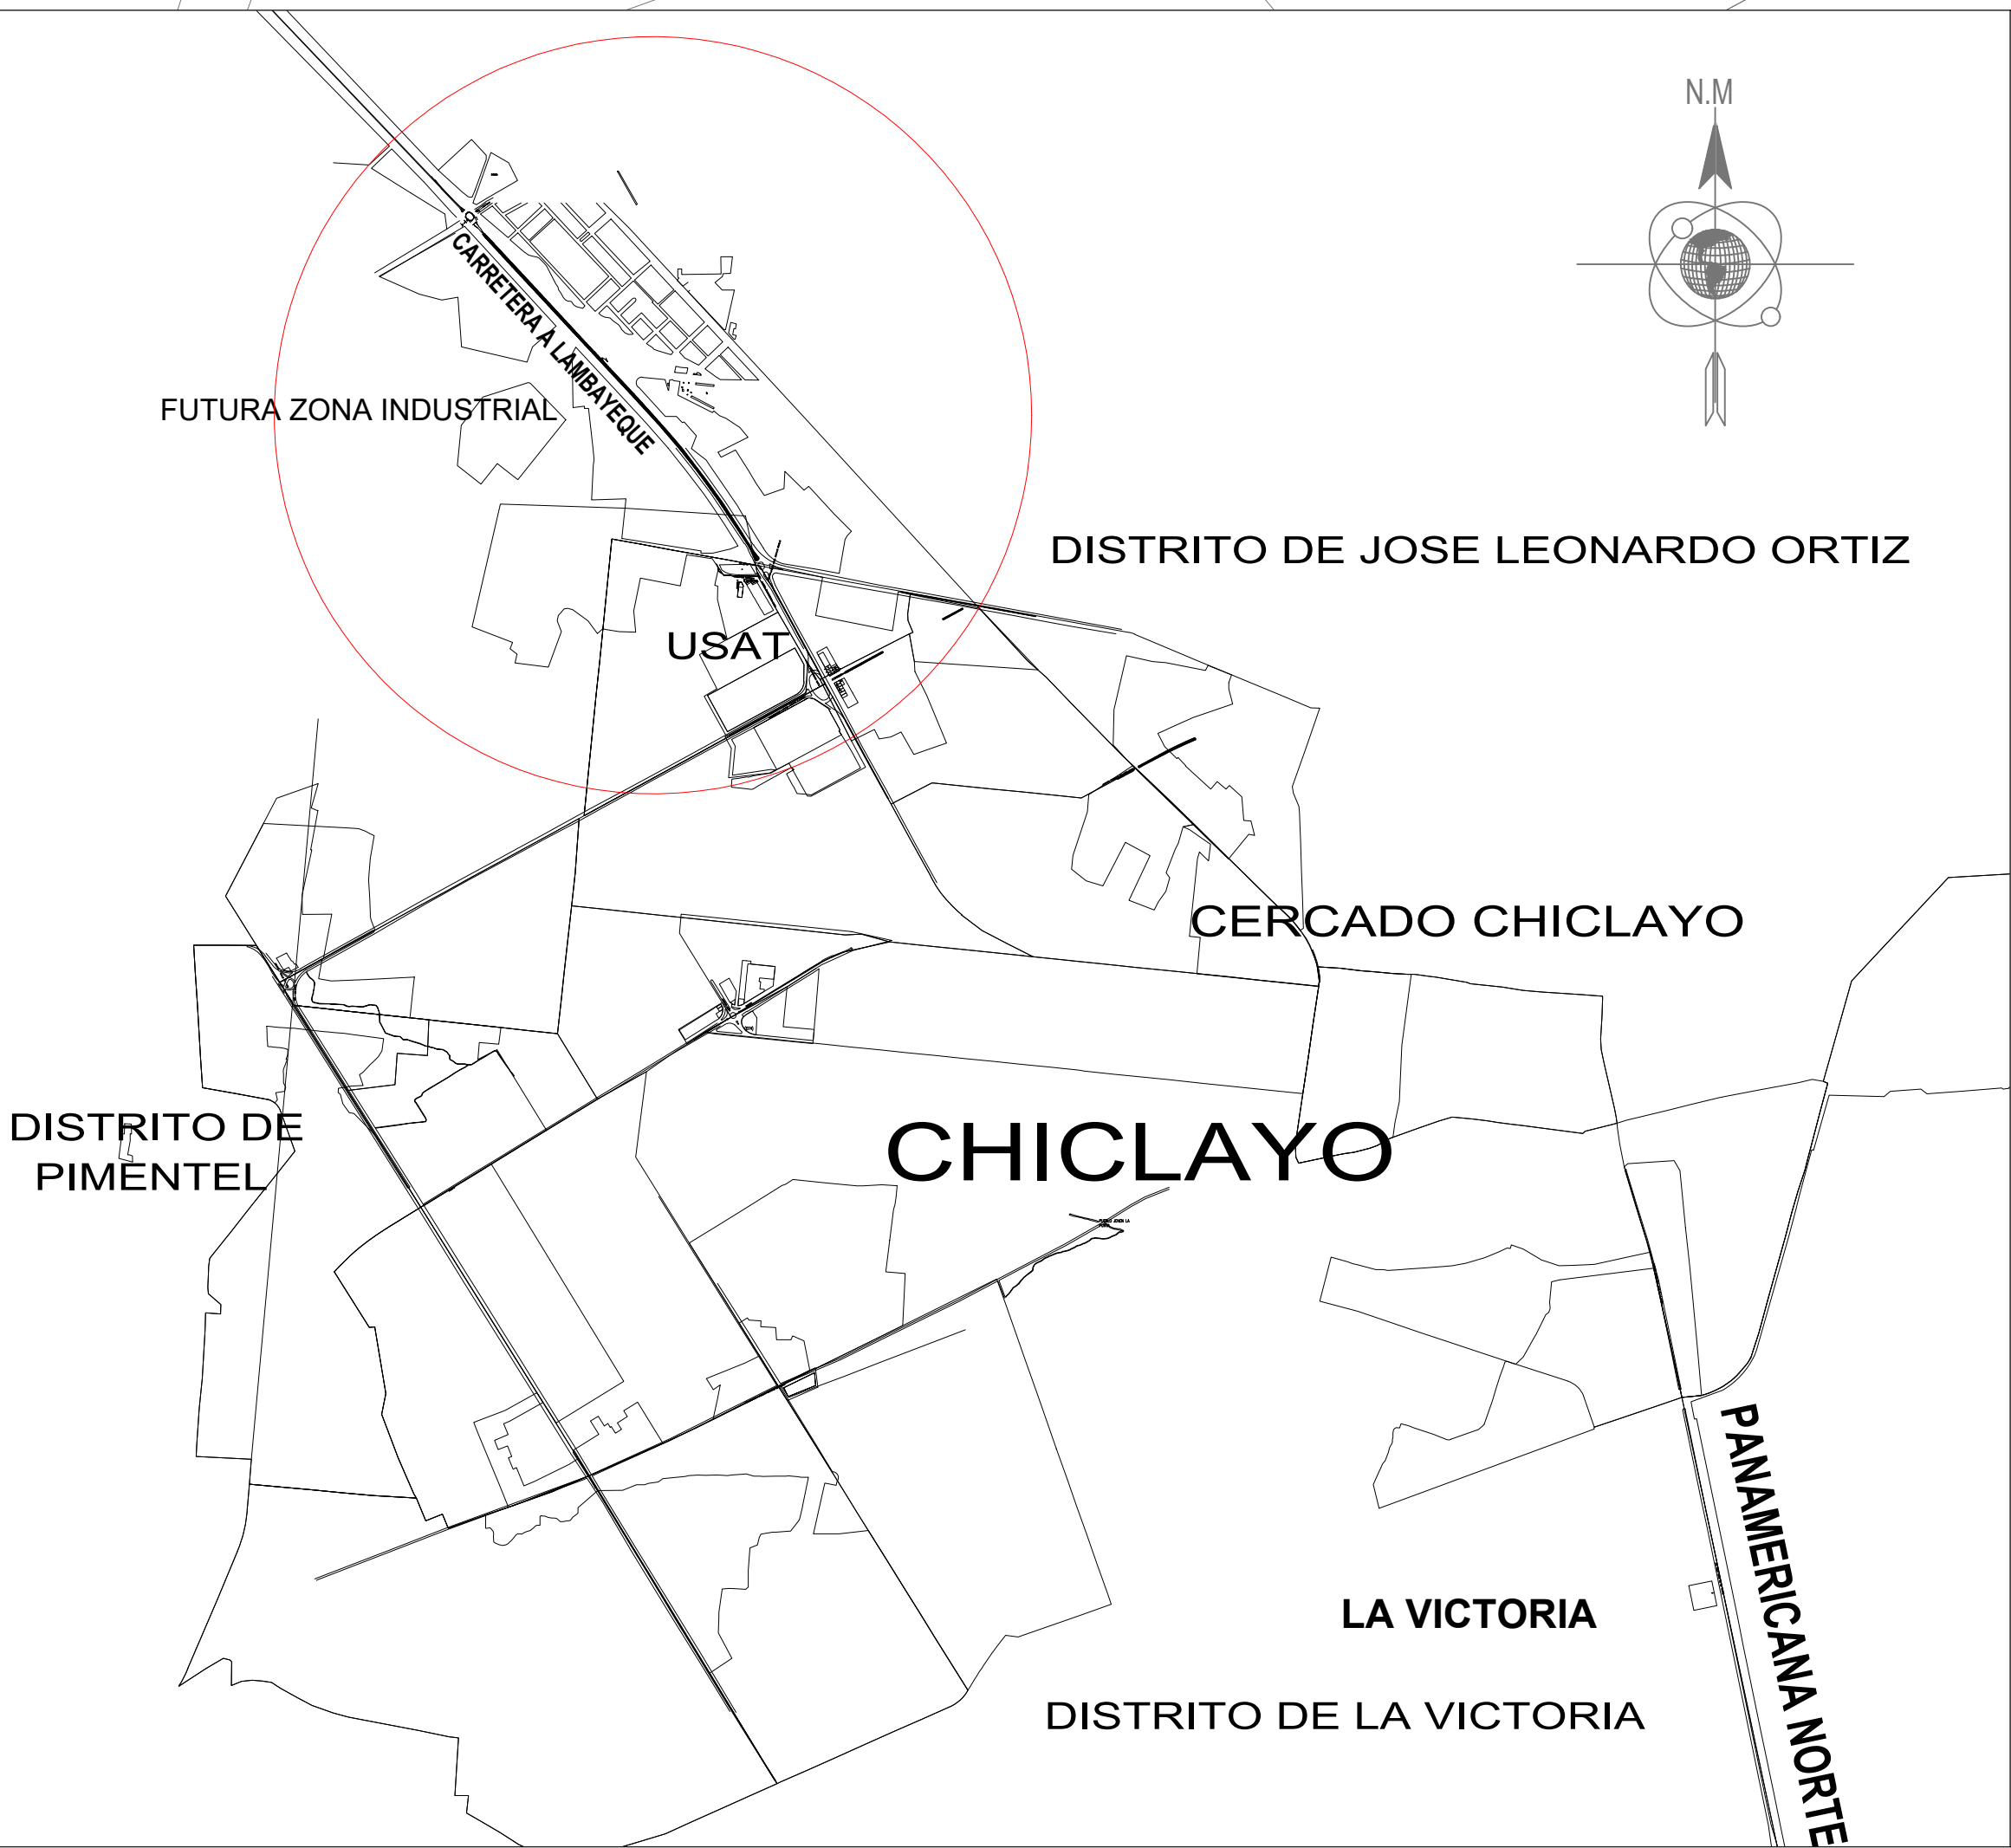 N.M
CARRETERA A LAMBAYEQUE
FUTURA ZONA INDUSTRIAL
DISTRITO DE JOSE LEONARDO ORTIZ
USAT
CERCADO CHICLAYO
DISTRITO DE
PIMENTEL
CHICLAYO
PANAMERICANA NORTE
LA VICTORIA
DISTRITO DE LA VICTORIA